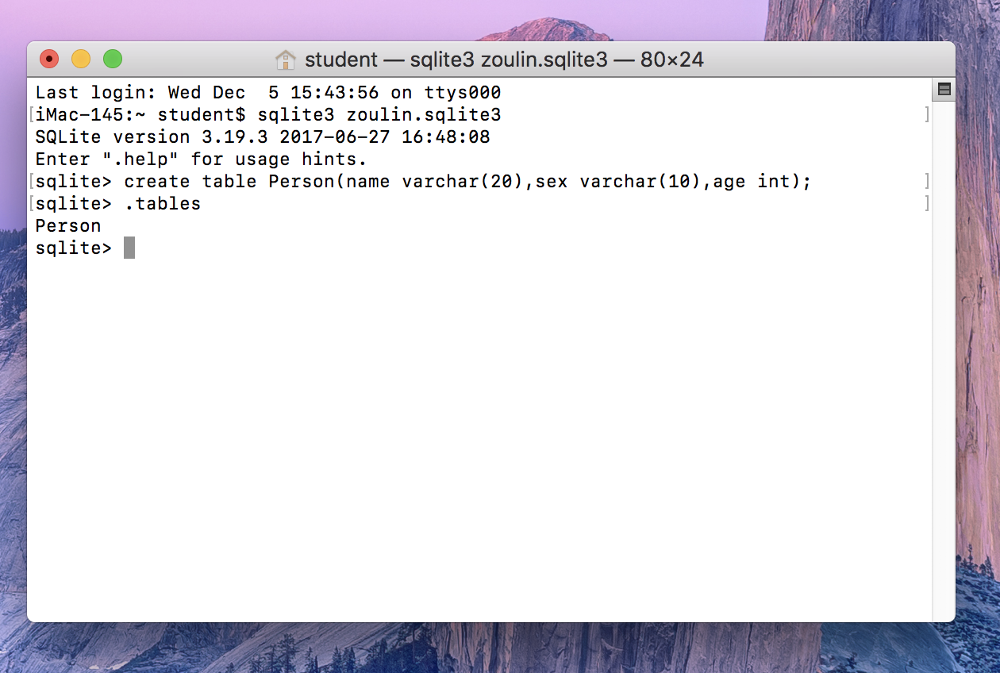 student — sqlite3 zoulin.sqlite3 — 80×24
Last login: Wed Dec  5 15:43:56 on ttys000
[iMac-145:~ student$ sqlite3 zoulin.sqlite3 ]
SQLite version 3.19.3 2017-06-27 16:48:08
Enter ".help" for usage hints.
[sqlite> create table Person(name varchar(20),sex varchar(10),age int); ]
[sqlite> .tables ]
Person
sqlite>